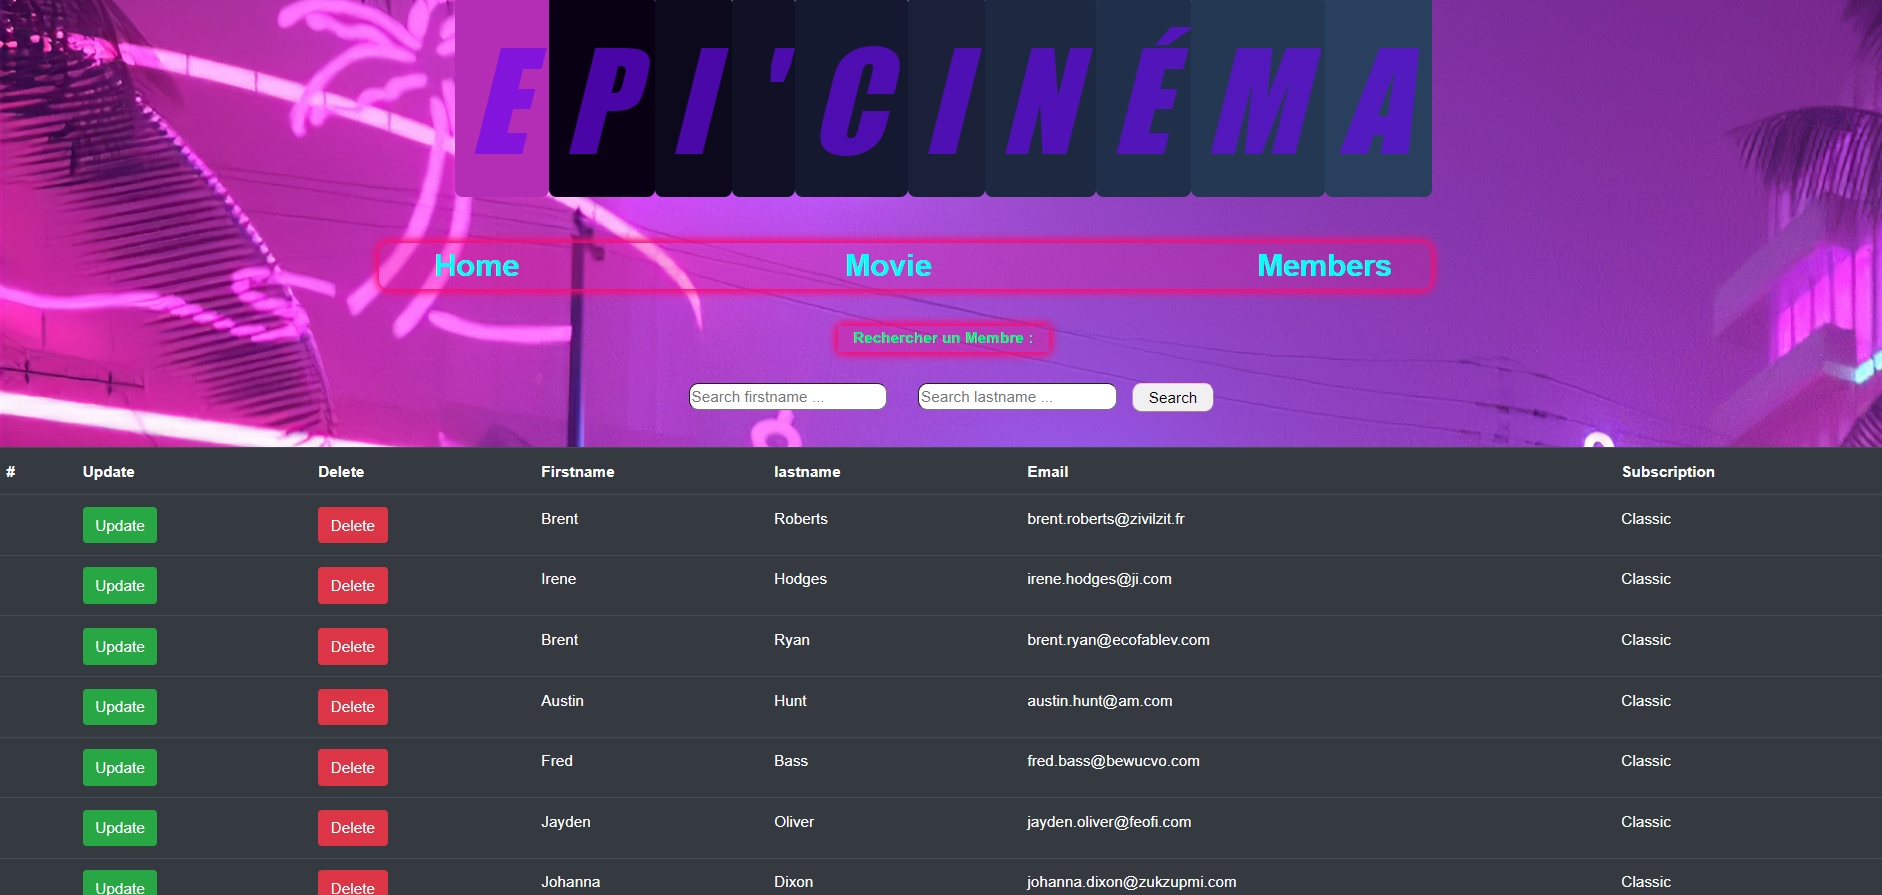 EPI'CINÉMA
Home Movie Members
Rechercher un Membre :
Search firstname ... Search lastname ... Search
# Update Delete Firstname lastname Email Subscription
Update Delete Brent Roberts brent.roberts@zivilzit.fr Classic
Update Delete Irene Hodges irene.hodges@ji.com Classic
Update Delete Brent Ryan brent.ryan@ecofablev.com Classic
Update Delete Austin Hunt austin.hunt@am.com Classic
Update Delete Fred Bass fred.bass@bewucvo.com Classic
Update Delete Jayden Oliver jayden.oliver@feofi.com Classic
Update Delete Johanna Dixon johanna.dixon@zukzupmi.com Classic